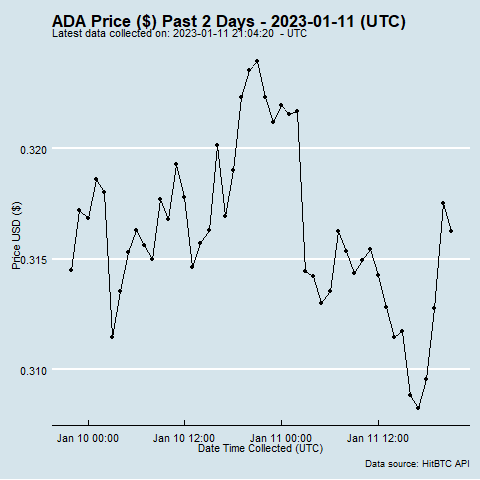 ADA Price ($) Past 2 Days - 2023-01-11 (UTC)
Latest data collected on: 2023-01-11 21:04:20 - UTC
Price USD ($)
0.320
0.315
0.310
Jan 10 00:00 Jan 10 12:00 Jan 11 00:00 Jan 11 12:00
Date Time Collected (UTC)
Data source: HitBTC API